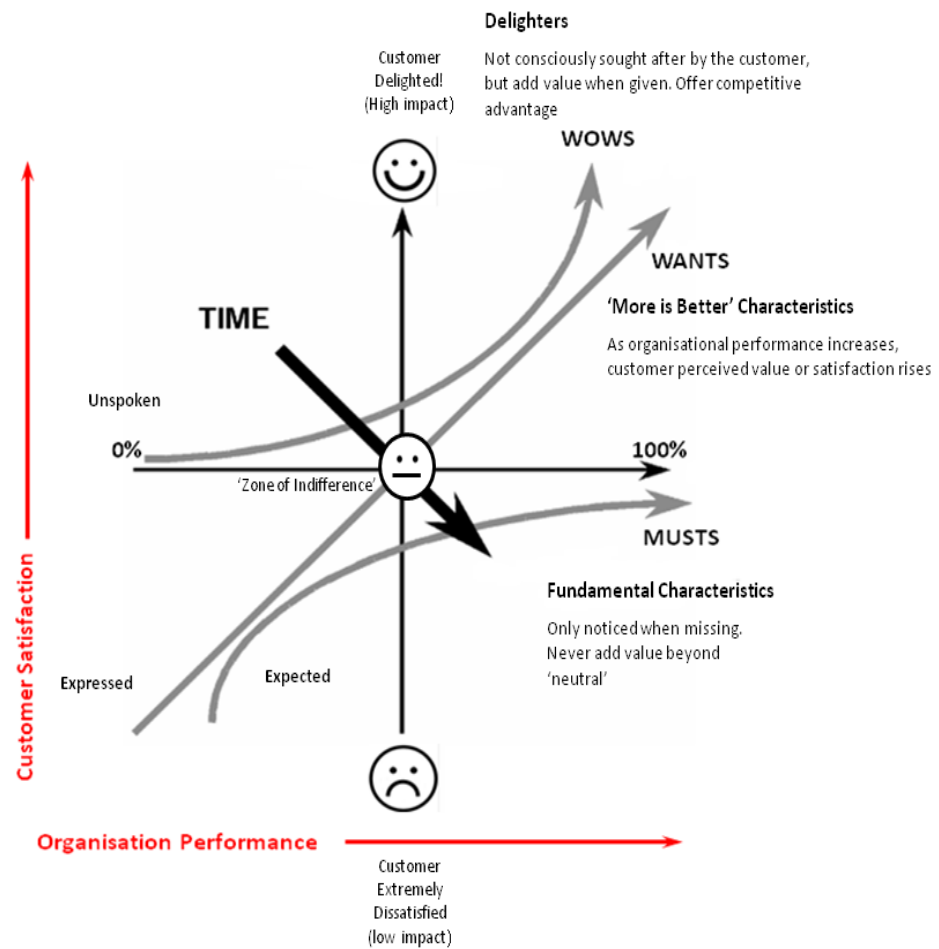 Delighters
Not consciously sought after by the customer,
but add value when given. Offer competitive
advantage
Customer
Delighted!
(High impact)
WOWS
WANTS
'More is Better' Characteristics
As organisational performance increases,
customer perceived value or satisfaction rises
TIME
Unspoken
0%
100%
'Zone of Indifference'
MUSTS
Fundamental Characteristics
Only noticed when missing.
Never add value beyond
'neutral'
Expressed
Expected
Customer Satisfaction
Organisation Performance
Customer
Extremely
Dissatisfied
(low impact)